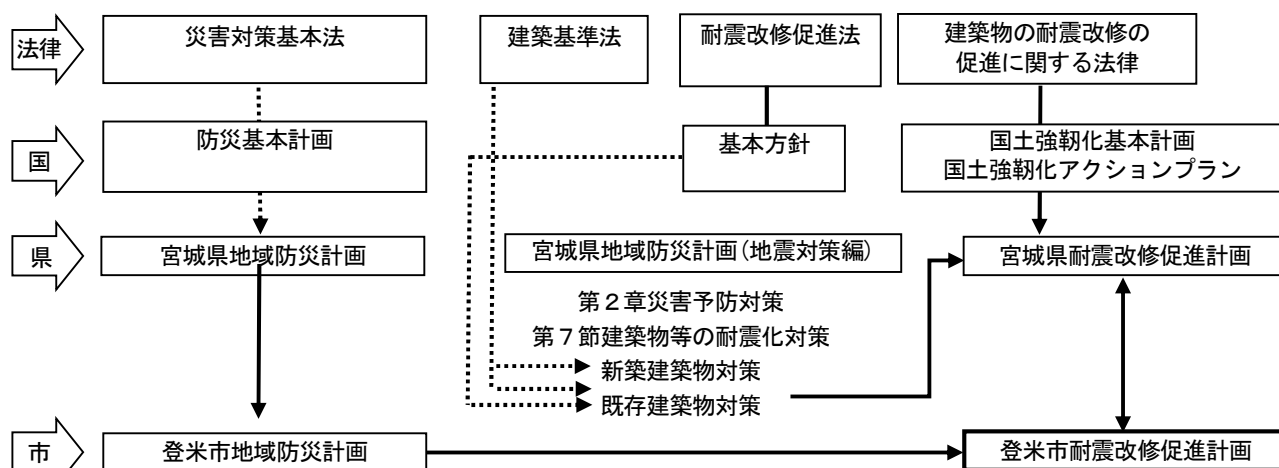 法律
災害対策基本法
建築基準法
耐震改修促進法
建築物の耐震改修の
促進に関する法律
国
防災基本計画
基本方針
国土強靭化基本計画
国土強靭化アクションプラン
県
宮城県地域防災計画
宮城県地域防災計画（地震対策編）
宮城県耐震改修促進計画
第２章災害予防対策
第７節建築物等の耐震化対策
新築建築物対策
既存建築物対策
市
登米市地域防災計画
登米市耐震改修促進計画